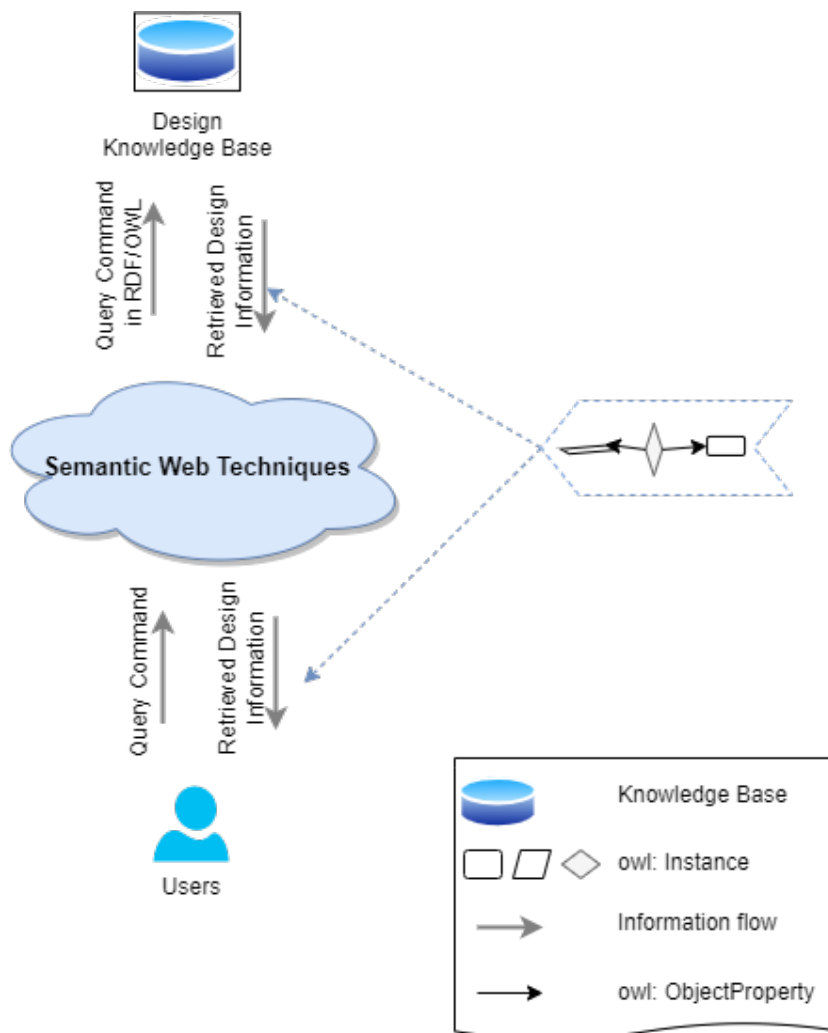 Design
Knowledge Base
Query Command
in RDF/OWL
Retrieved Design
Information
Semantic Web Techniques
Query Command
Retrieved Design
Information
Users
Knowledge Base
owl: Instance
Information flow
owl: ObjectProperty